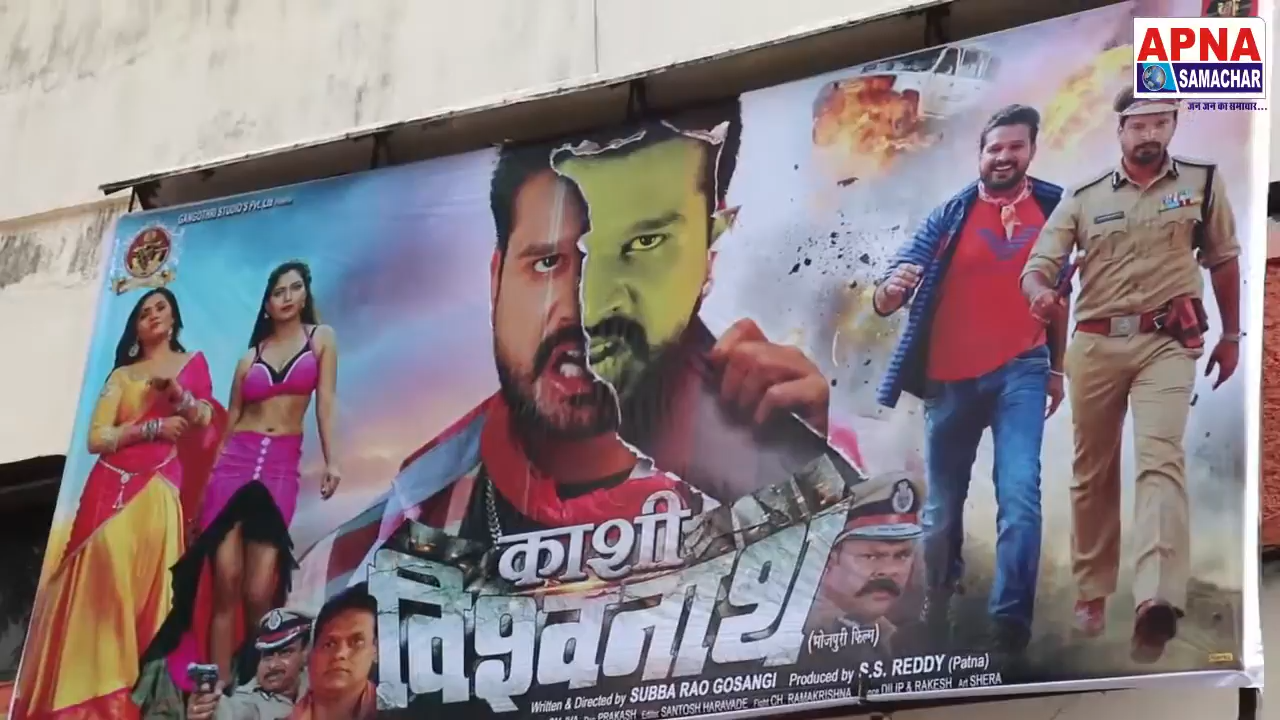 APNA
SAMACHAR
जन जन का समाचार...
GANGOTHRI STUDIO'S PVT. Ltd
काशी
विश्वनाथ
(भोजपुरी फिल्म)
Written & Directed by SUBBA RAO GOSANGI Produced by S.S. REDDY (Patna)
PRAKASH Editor SANTOSH HARAVADE Fight CH. RAMAKRISHNA DILIP & RAKESH Art SHERA